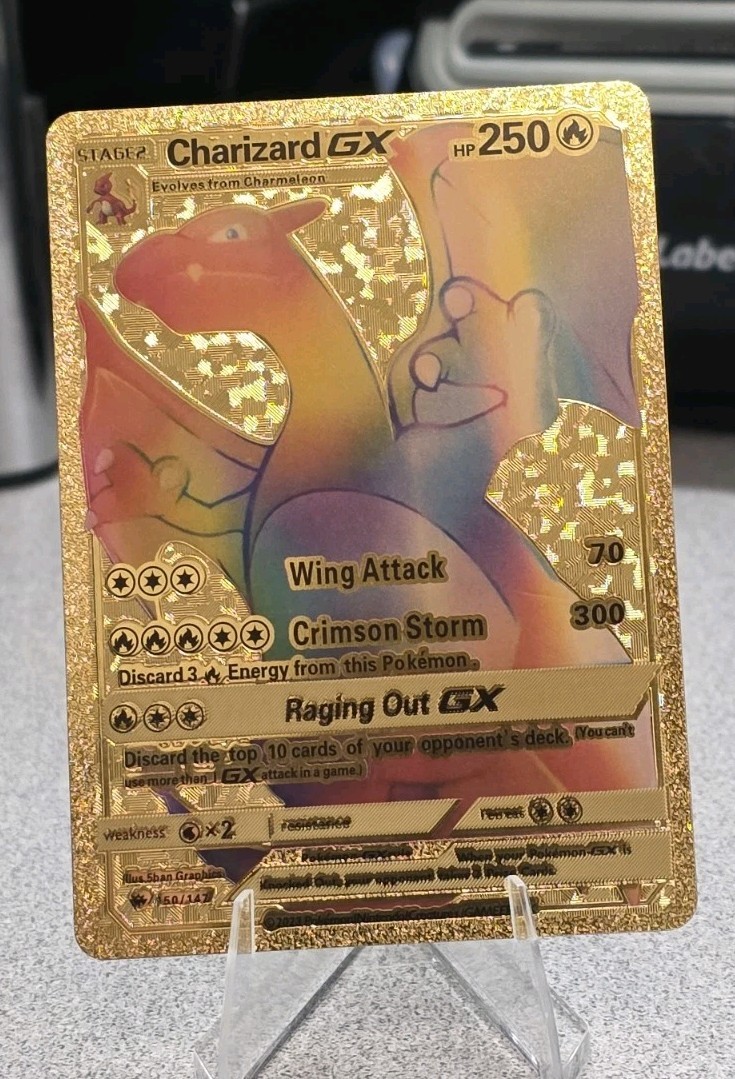 STAGE2 Charizard GX HP 250
Evolves from Charmeleon
Wing Attack 70
Crimson Storm 300
Discard 3 Energy from this Pokémon.
Raging Out GX
Discard the top 10 cards of your opponent's deck. (You can't
use more than 1 GX attack in a game.)
weakness ×2 resistance retreat
When your Pokémon-GX is
Illus. 5ban Graphics Knocked Out, your opponent takes 2 Prize Cards.
150/147
Labe